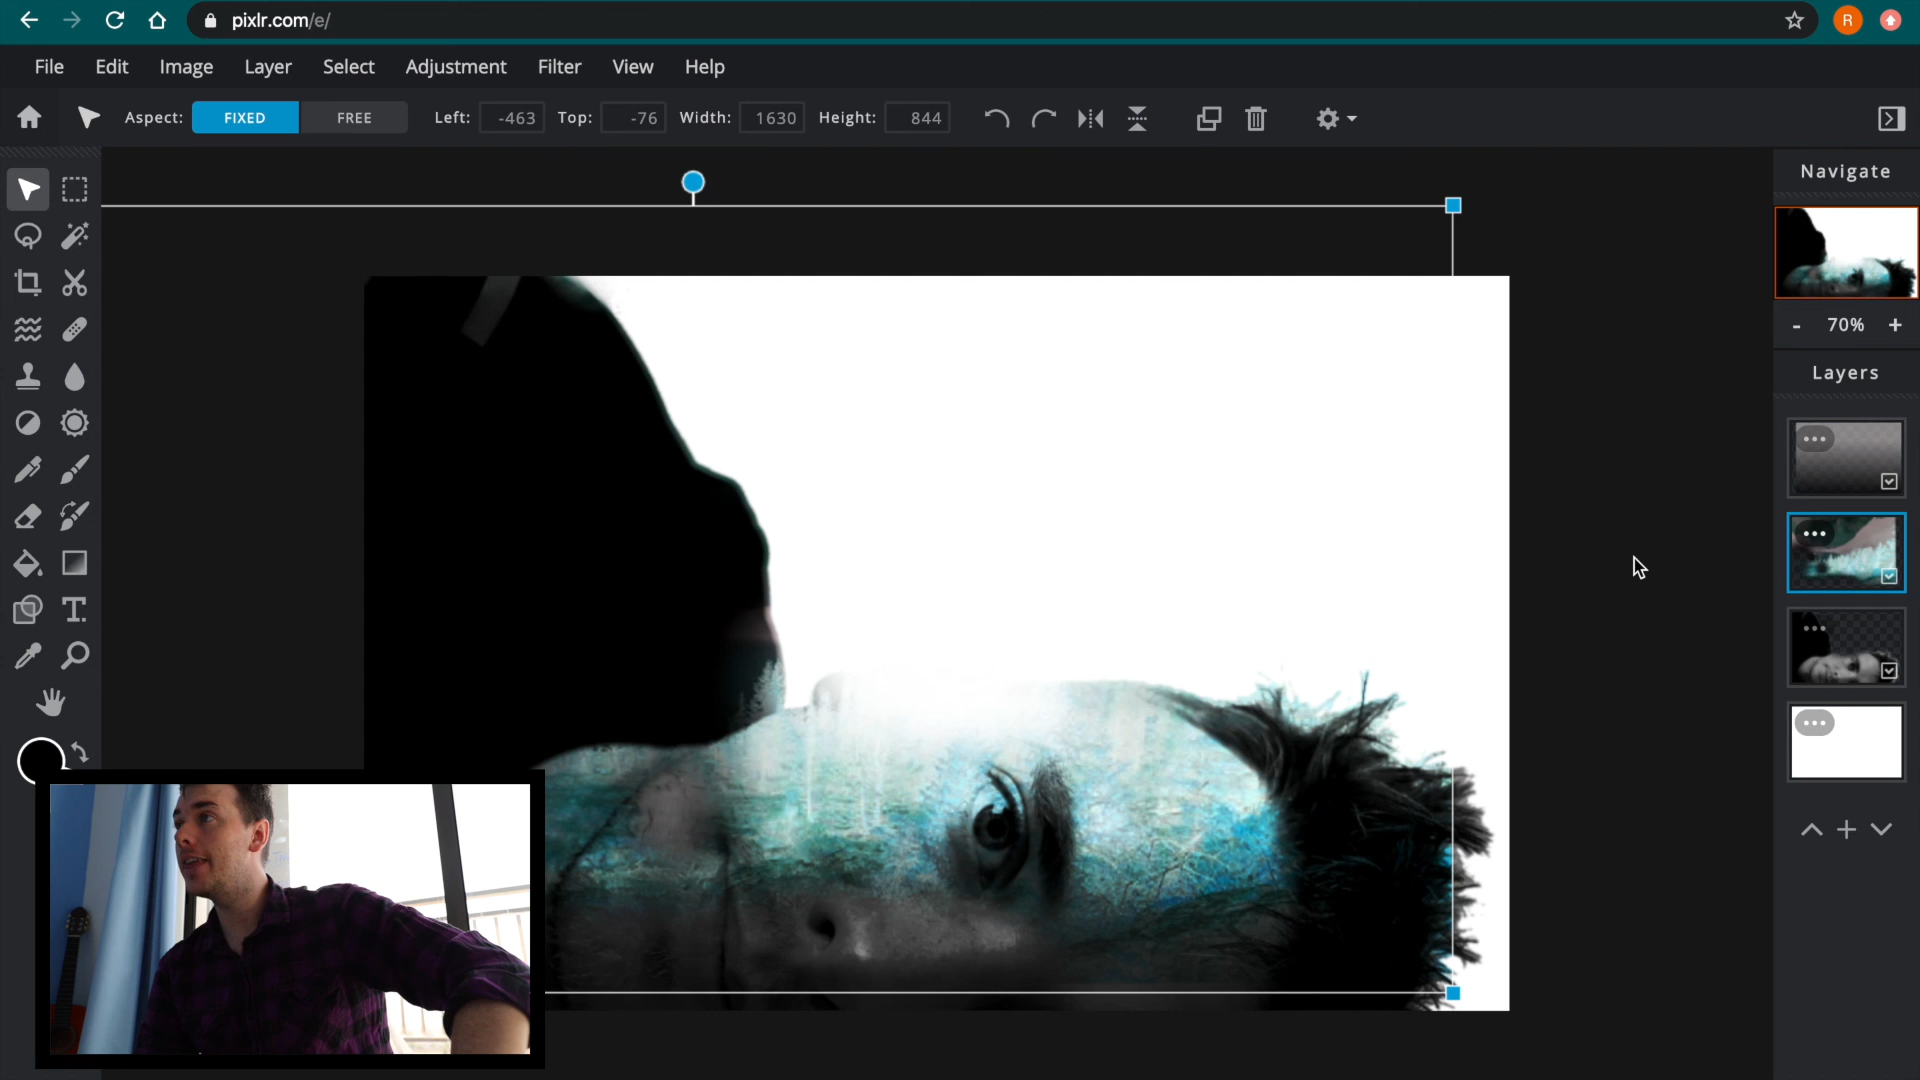 pixlr.com/e/
R
File Edit Image Layer Select Adjustment Filter View Help
Aspect: FIXED FREE Left: -463 Top: -76 Width: 1630 Height: 844
Navigate
- 70% +
Layers